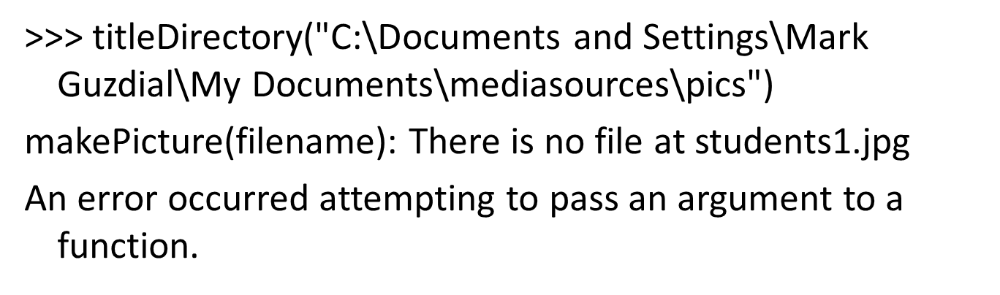 >>> titleDirectory("C:\Documents and Settings\Mark
Guzdial\My Documents\mediasources\pics")
makePicture(filename): There is no file at students1.jpg
An error occurred attempting to pass an argument to a
function.